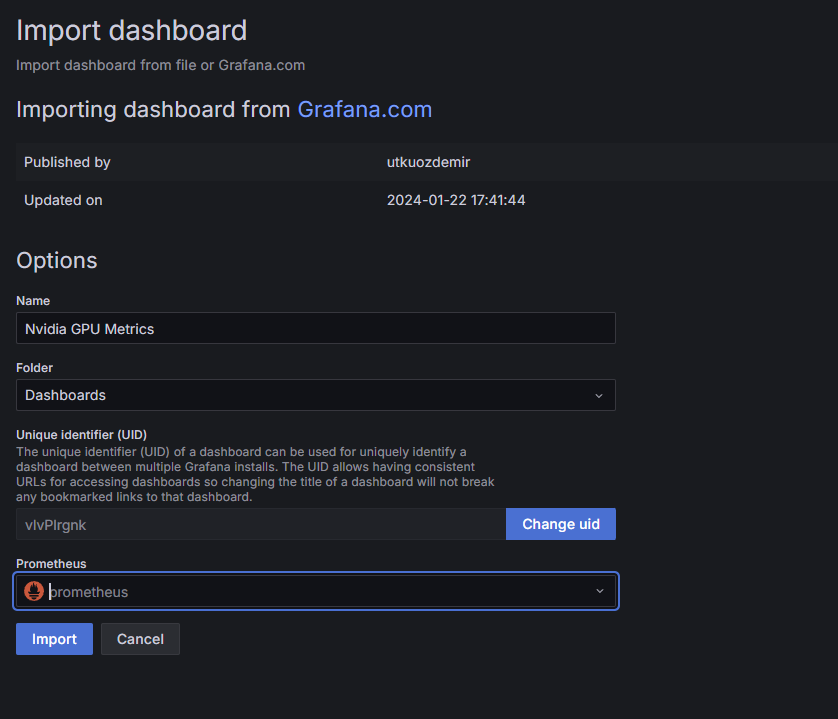 Import dashboard
Import dashboard from file or Grafana.com
Importing dashboard from Grafana.com
Published by utkuozdemir
Updated on 2024-01-22 17:41:44
Options
Name
Nvidia GPU Metrics
Folder
Dashboards
Unique identifier (UID)
The unique identifier (UID) of a dashboard can be used for uniquely identify a
dashboard between multiple Grafana installs. The UID allows having consistent
URLs for accessing dashboards so changing the title of a dashboard will not break
any bookmarked links to that dashboard.
vlvPlrgnk Change uid
Prometheus
prometheus
Import Cancel